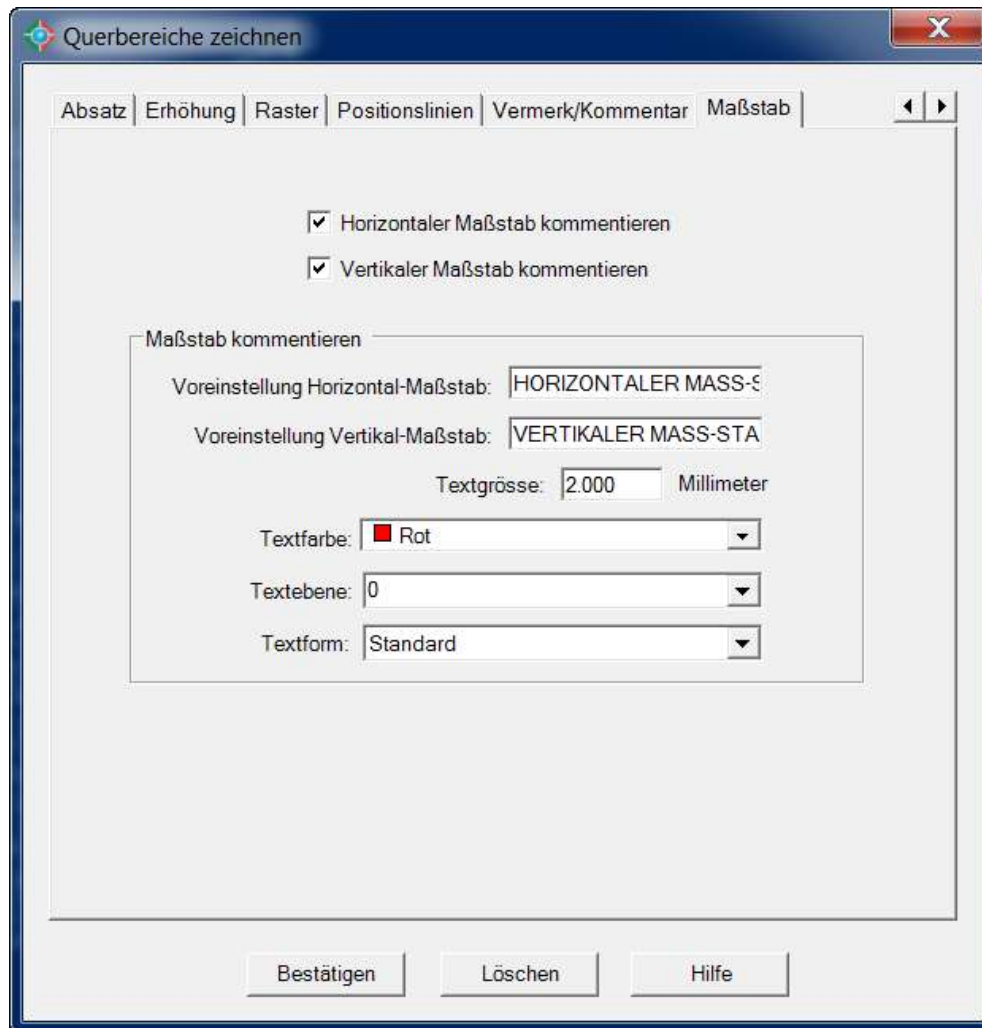 Querbereiche zeichnen
Absatz Erhöhung Raster Positionslinien Vermerk/Kommentar Maßstab
Horizontaler Maßstab kommentieren
Vertikaler Maßstab kommentieren
Maßstab kommentieren
Voreinstellung Horizontal-Maßstab: HORIZONTALER MASS-S
Voreinstellung Vertikal-Maßstab: VERTIKALER MASS-STA
Textgrösse: 2.000 Millimeter
Textfarbe: Rot
Textebene: 0
Textform: Standard
Bestätigen Löschen Hilfe